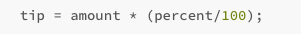 tip = amount * (percent/100);